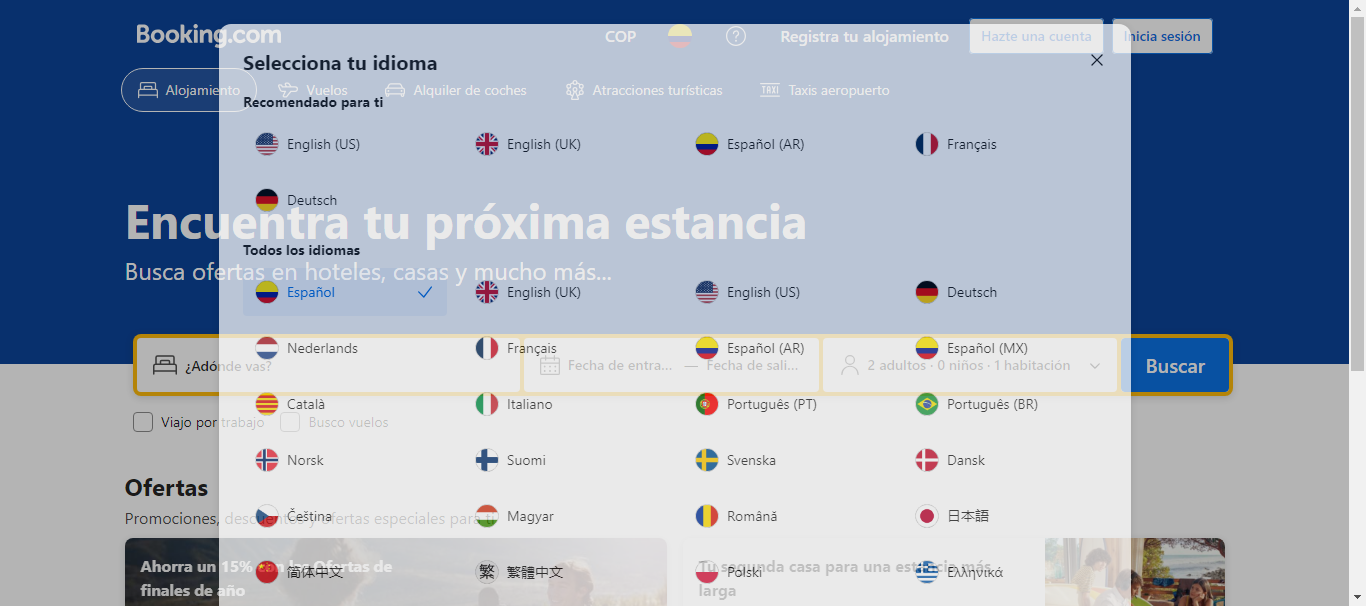 Booking.com
COP
Registra tu alojamiento
Hazte una cuenta
Inicia sesión
Selecciona tu idioma
Alojamiento
Vuelos
Alquiler de coches
Atracciones turísticas
TAXI
Taxis aeropuerto
Recomendado para ti
English (US)
English (UK)
Español (AR)
Français
Deutsch
Encuentra tu próxima estancia
Todos los idiomas
Busca ofertas en hoteles, casas y mucho más...
Español
English (UK)
English (US)
Deutsch
Nederlands
Français
Español (AR)
Español (MX)
¿Adónde vas?
Fecha de entra... — Fecha de sali...
2 adultos · 0 niños · 1 habitación
Buscar
Català
Italiano
Português (PT)
Português (BR)
Viajo por trabajo
Busco vuelos
Norsk
Suomi
Svenska
Dansk
Ofertas
Promociones, descuentos y ofertas especiales para ti
Čeština
Magyar
Română
日本語
Ahorra un 15% con las Ofertas de
finales de año
Tu segunda casa para una estancia más
larga
简体中文
繁 繁體中文
Polski
Ελληνικά